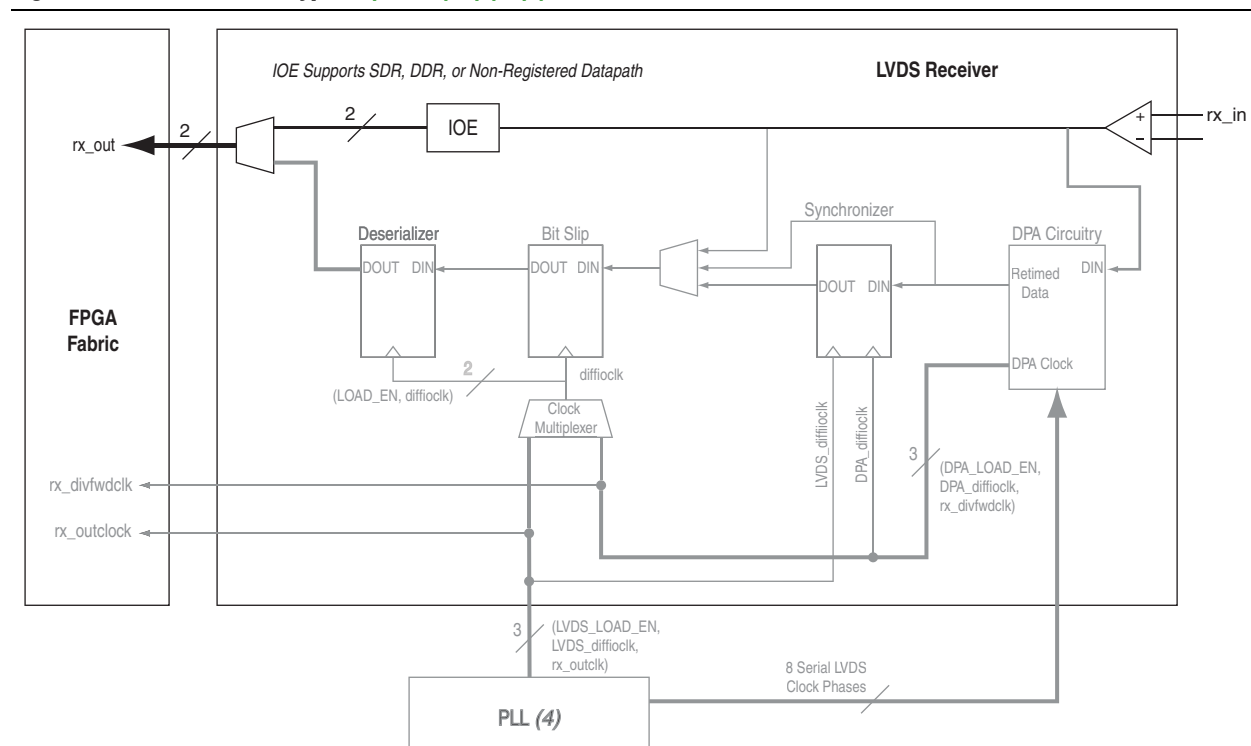 IOE Supports SDR, DDR, or Non-Registered Datapath
LVDS Receiver
2
2
IOE
+
−
rx_in
rx_out
Synchronizer
Deserializer
Bit Slip
DPA Circuitry
DOUT DIN
DOUT DIN
DOUT DIN
Retimed
Data
DIN
FPGA
Fabric
DPA Clock
2
(LOAD_EN, diffioclk)
diffioclk
Clock
Multiplexer
LVDS_diffiioclk
DPA_diffioclk
3
(DPA_LOAD_EN,
DPA_diffioclk,
rx_divfwdclk)
rx_divfwdclk
rx_outclock
3
(LVDS_LOAD_EN,
LVDS_diffioclk,
rx_outclk)
8 Serial LVDS
Clock Phases
PLL (4)